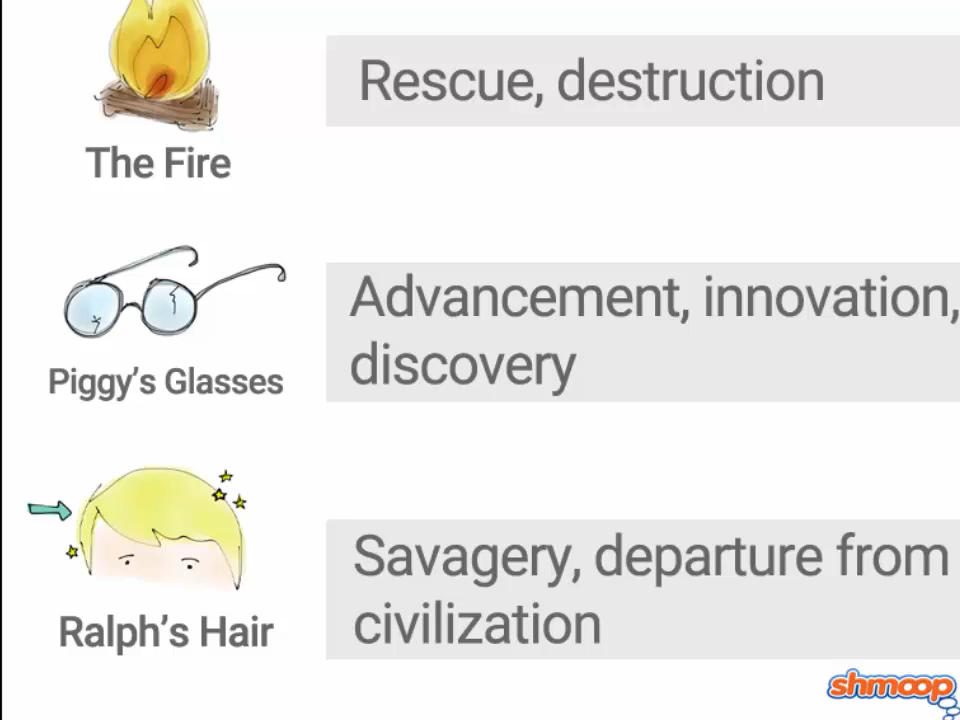 Rescue, destruction
The Fire
Advancement, innovation,
discovery
Piggy's Glasses
Savagery, departure from
civilization
Ralph's Hair
shmoop